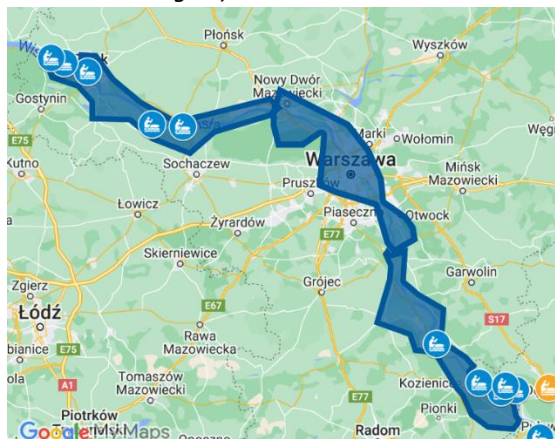 Płońsk
Wyszków
Nowy Dwór
Mazowiecki
Gostynin
Marki
Wołomin
E75
Sochaczew
Warszawa
Kutno
Pruszków
Mińsk
Mazowiecki
Łowicz
Piaseczno
Otwock
Żyrardów
E77
Skierniewice
Garwolin
Zgierz
Grójec
Łódź
E67
S17
Rawa
Mazowiecka
E75
A1
Tomaszów
Mazowiecki
E77
Kozienice
Pionki
Piotrków
Radom
Google My Maps